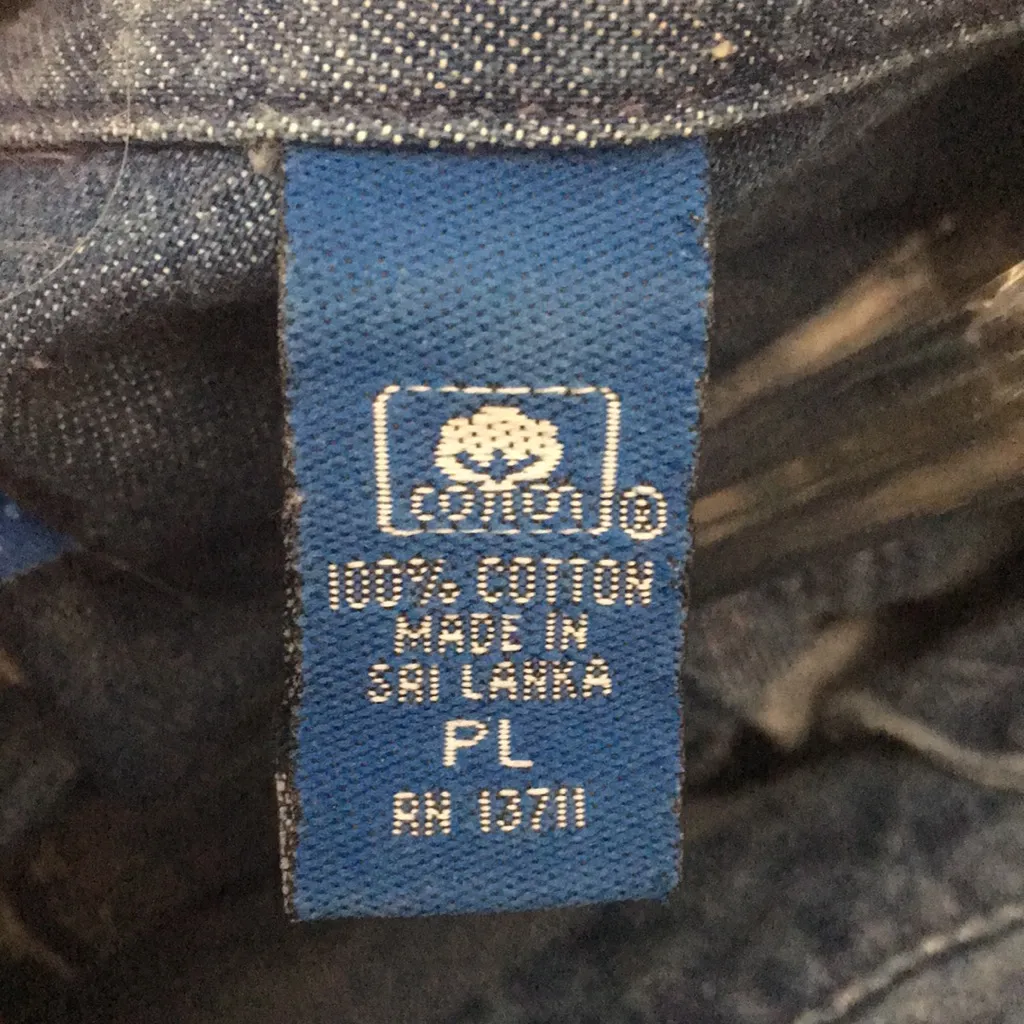 cotton ®
100% COTTON
MADE IN
SRI LANKA
PL
RN 13711